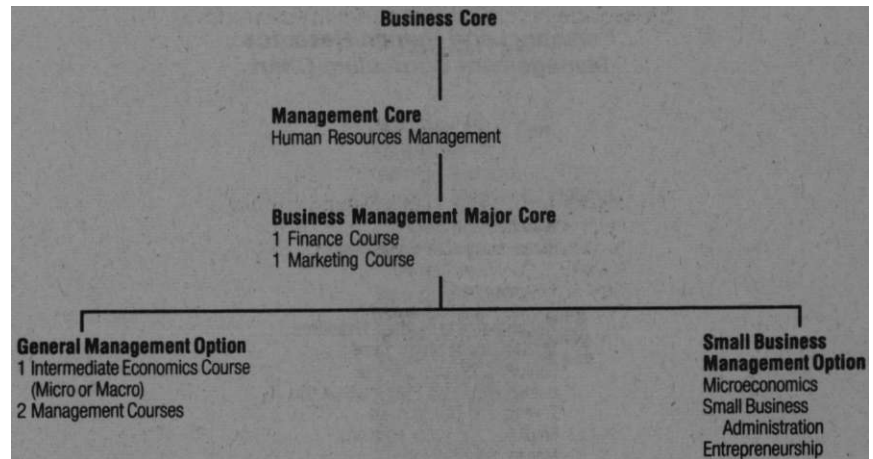 Business Core
Management Core
Human Resources Management
Business Management Major Core
1 Finance Course
1 Marketing Course
General Management Option
1 Intermediate Economics Course
(Micro or Macro)
2 Management Courses
Small Business
Management Option
Microeconomics
Small Business
Administration
Entrepreneurship